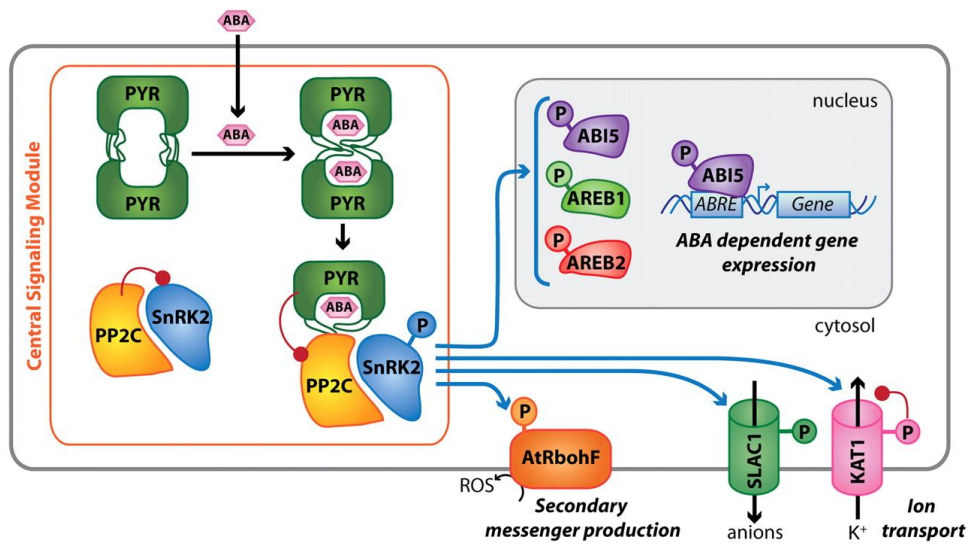 ABA
Central Signaling Module
PYR
PYR
ABA
PYR
ABA
ABA
PYR
PP2C
SnRK2
PYR
ABA
PP2C
SnRK2
P
nucleus
P
ABI5
P
AREB1
P
AREB2
P
ABI5
ABRE
Gene
ABA dependent gene
expression
cytosol
P
AtRbohF
ROS
Secondary
messenger production
SLAC1
P
anions
KAT1
P
K⁺
Ion
transport